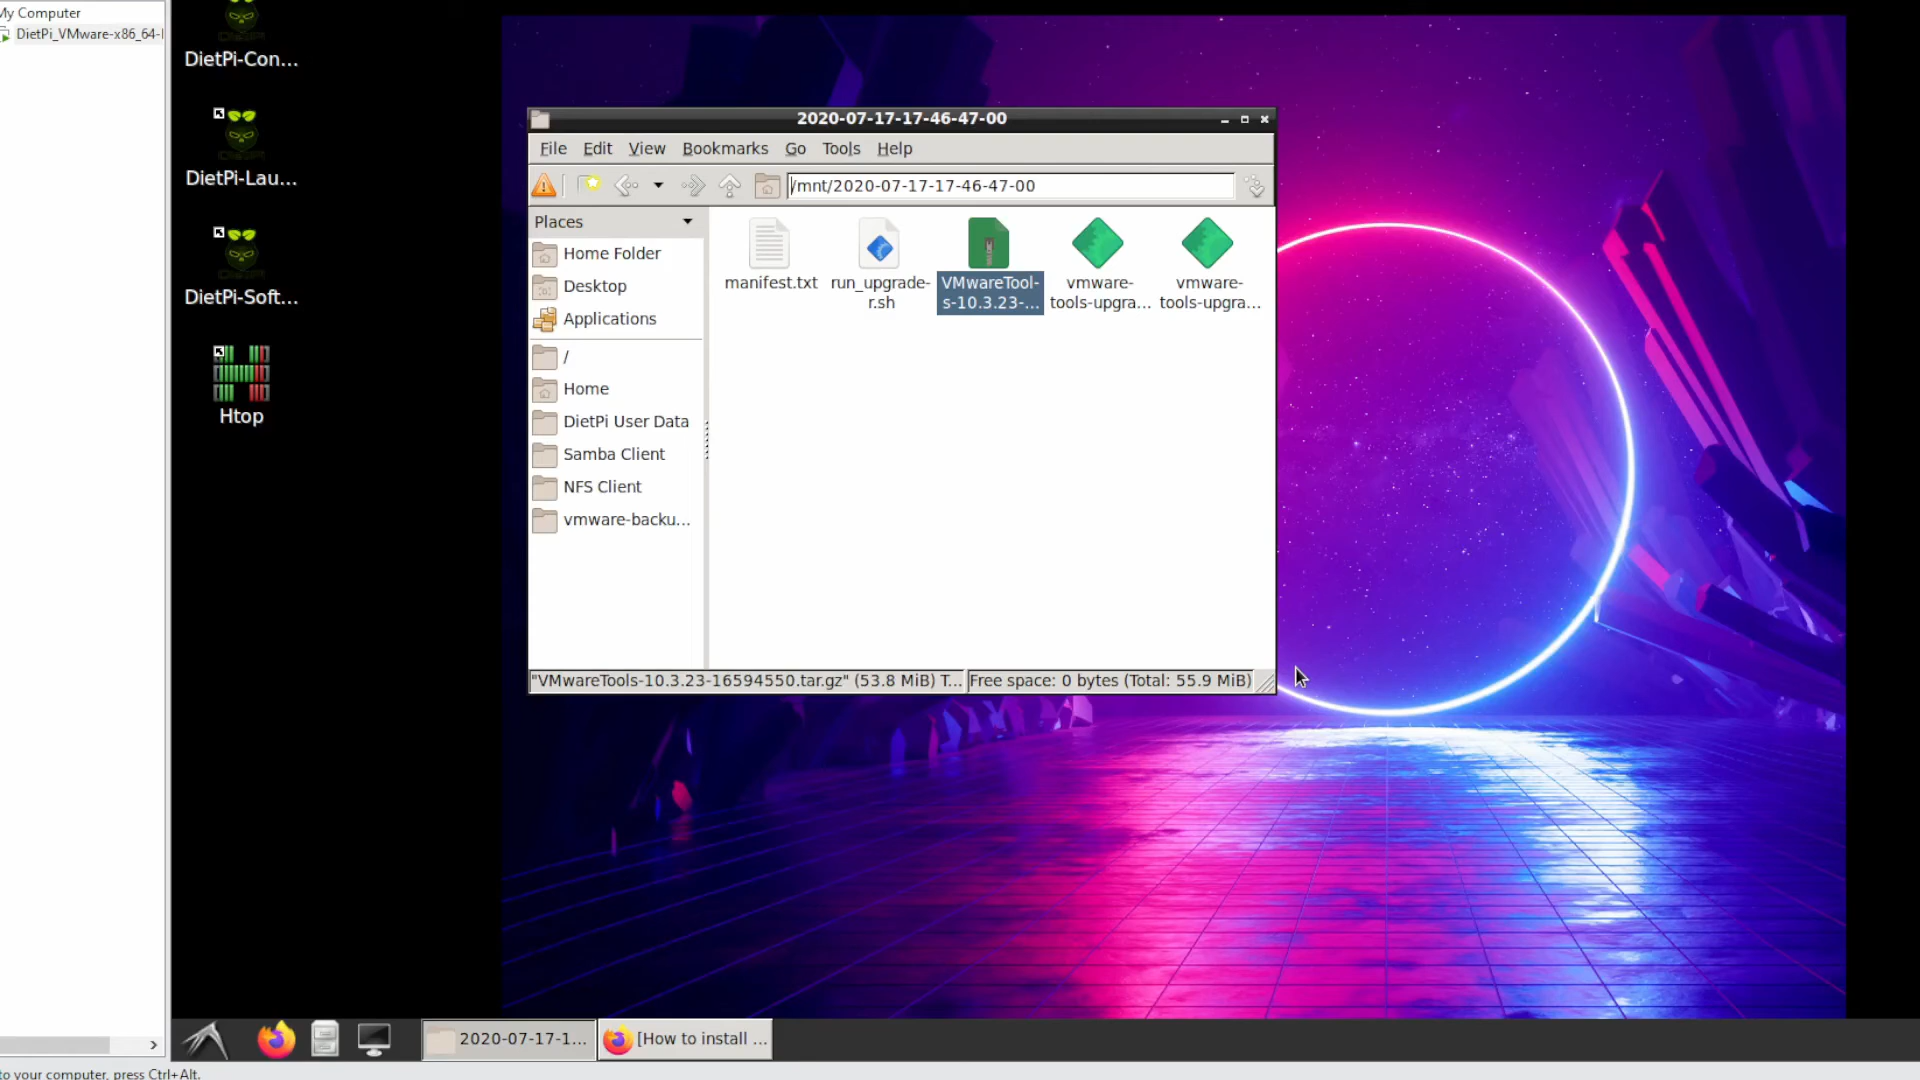 My Computer
DietPi_VMware-x86_64-
DietPi-Con...
DietPi-Lau...
DietPi-Soft...
Htop
2020-07-17-17-46-47-00
File Edit View Bookmarks Go Tools Help
/mnt/2020-07-17-17-46-47-00
Places
Home Folder
Desktop
Applications
/
Home
DietPi User Data
Samba Client
NFS Client
vmware-backu...
manifest.txt
run_upgrade-
r.sh
VMwareTool-
s-10.3.23-...
vmware-
tools-upgra...
vmware-
tools-upgra...
"VMwareTools-10.3.23-16594550.tar.gz" (53.8 MiB) T...
Free space: 0 bytes (Total: 55.9 MiB)
2020-07-17-1...
[How to install ...
to your computer, press Ctrl+Alt.